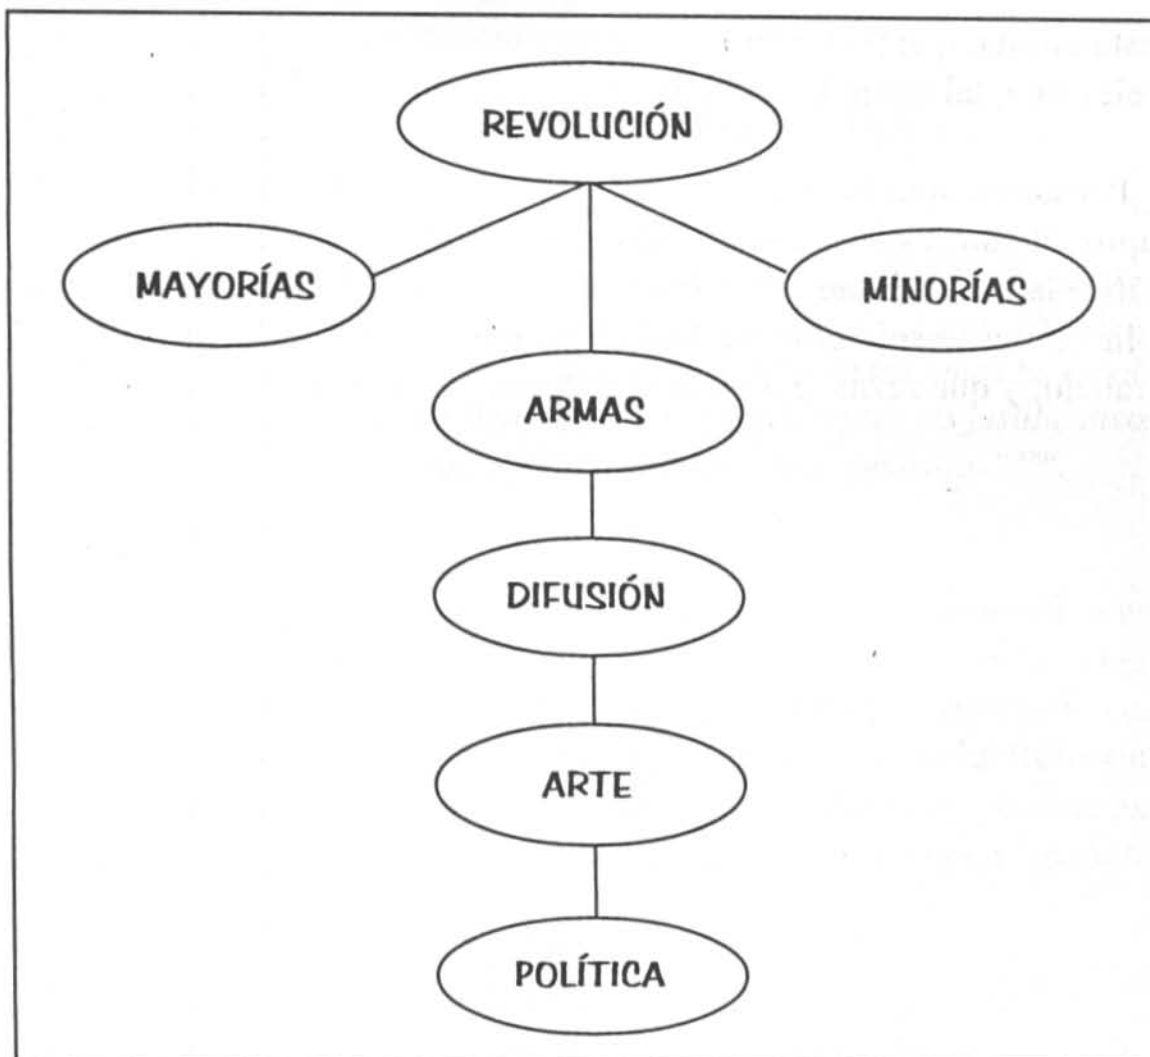 REVOLUCIÓN
MAYORÍAS
MINORÍAS
ARMAS
DIFUSIÓN
ARTE
POLÍTICA